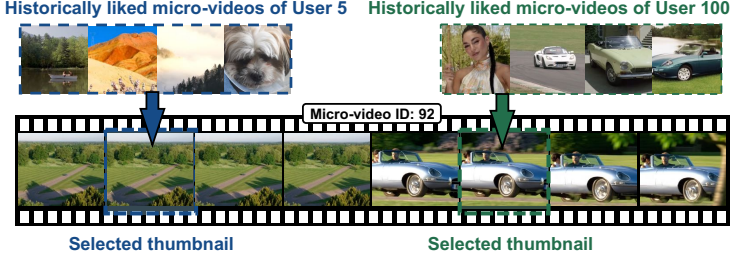 Historically liked micro-videos of User 5
Historically liked micro-videos of User 100
Micro-video ID: 92
Selected thumbnail
Selected thumbnail